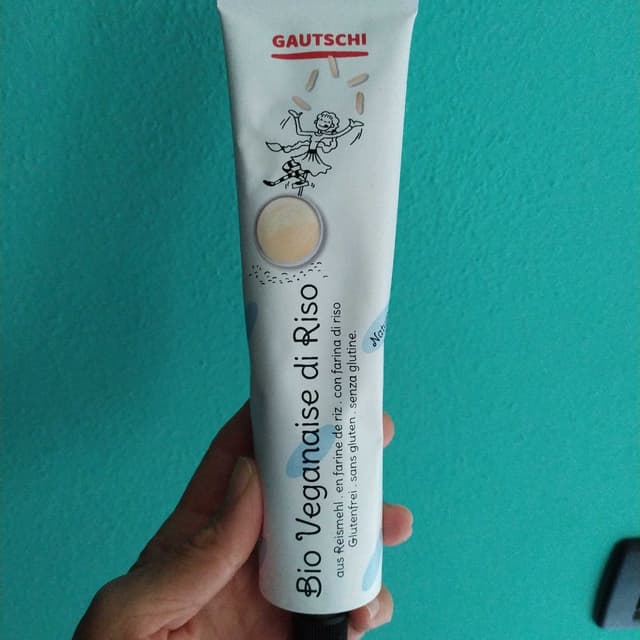 GAUTSCHI
Bio Veganaise di Riso
aus Reismehl . en farine de riz . con farina di riso
Glutenfrei . sans gluten . senza glutine.